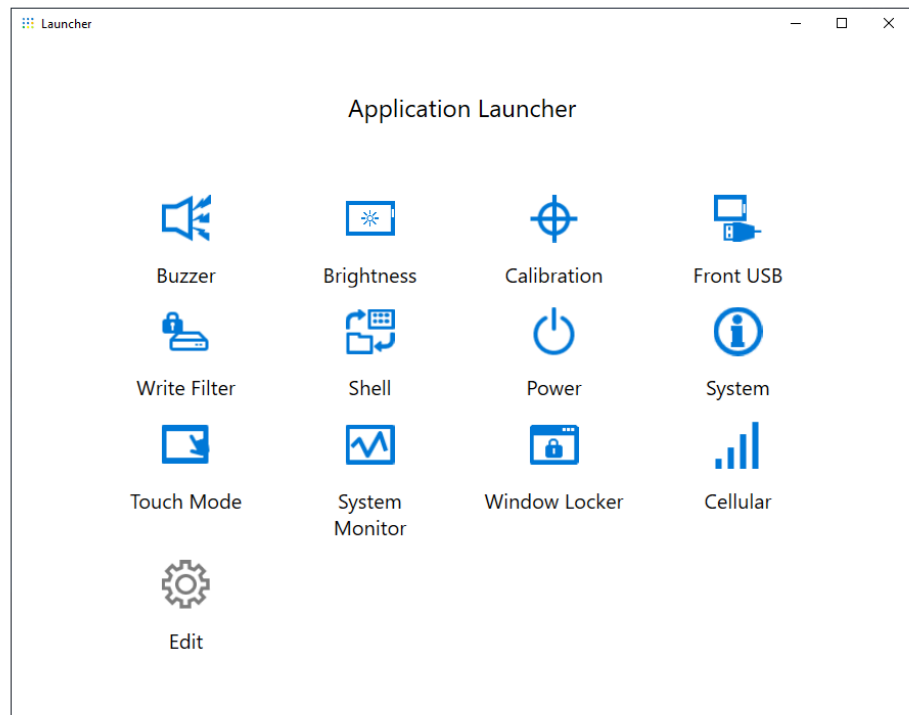 Launcher
Application Launcher
Buzzer
Brightness
Calibration
Front USB
Write Filter
Shell
Power
System
Touch Mode
System
Monitor
Window Locker
Cellular
Edit